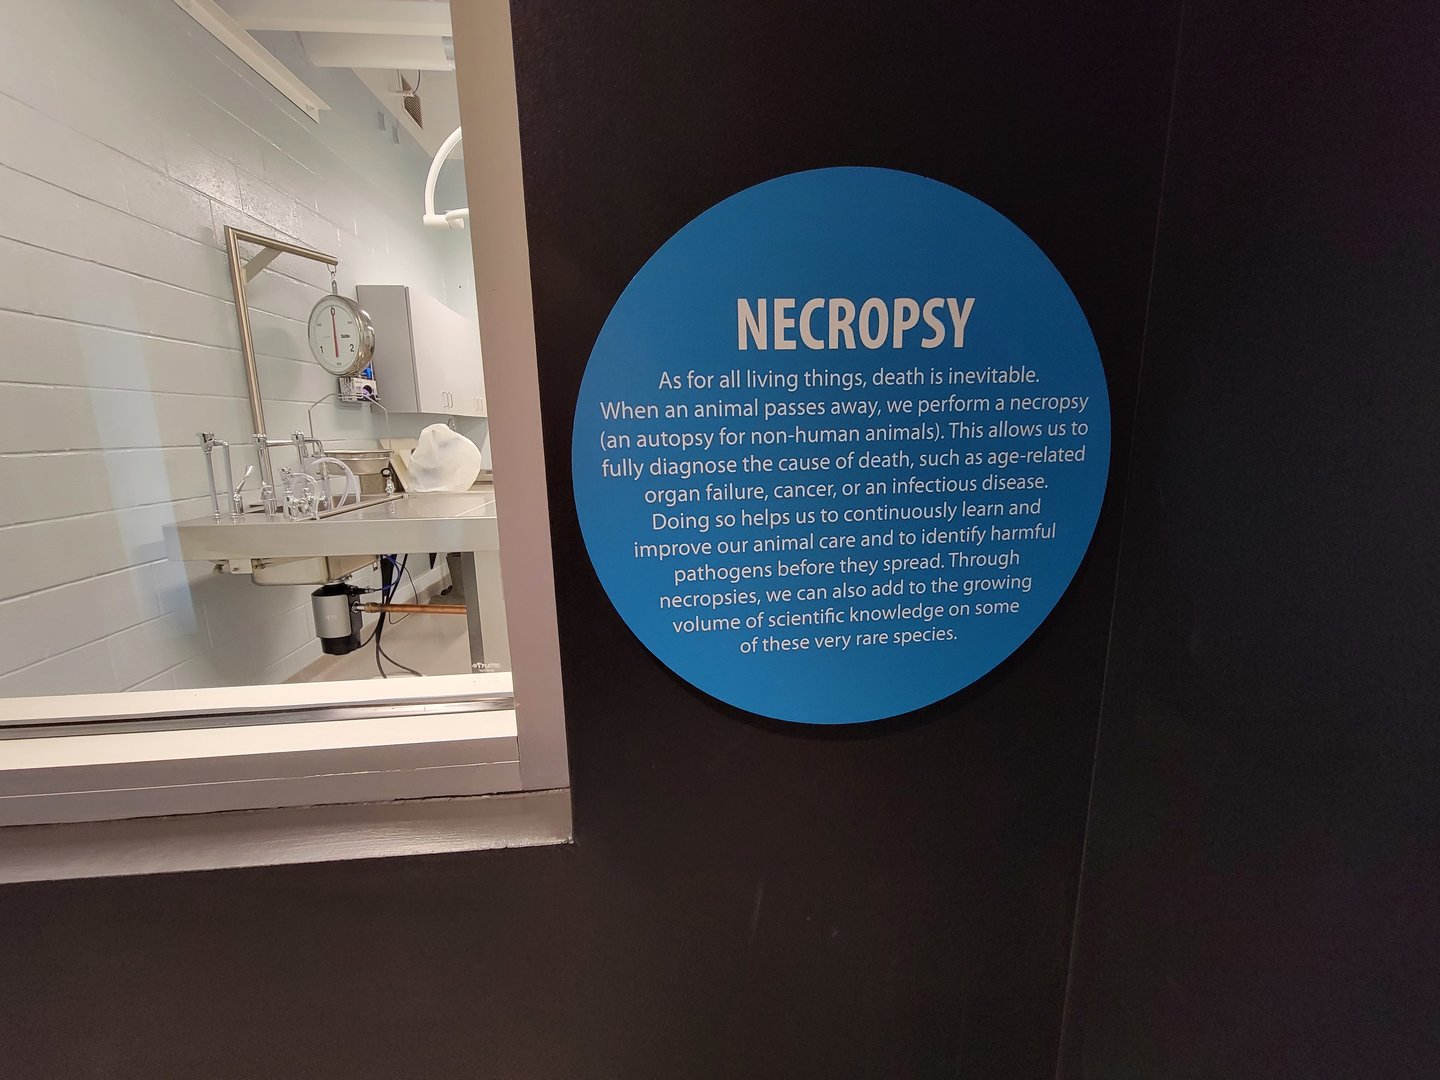 NECROPSY
As for all living things, death is inevitable.
When an animal passes away, we perform a necropsy
(an autopsy for non-human animals). This allows us to
fully diagnose the cause of death, such as age-related
organ failure, cancer, or an infectious disease.
Doing so helps us to continuously learn and
improve our animal care and to identify harmful
pathogens before they spread. Through
necropsies, we can also add to the growing
volume of scientific knowledge on some
of these very rare species.
0
1 2